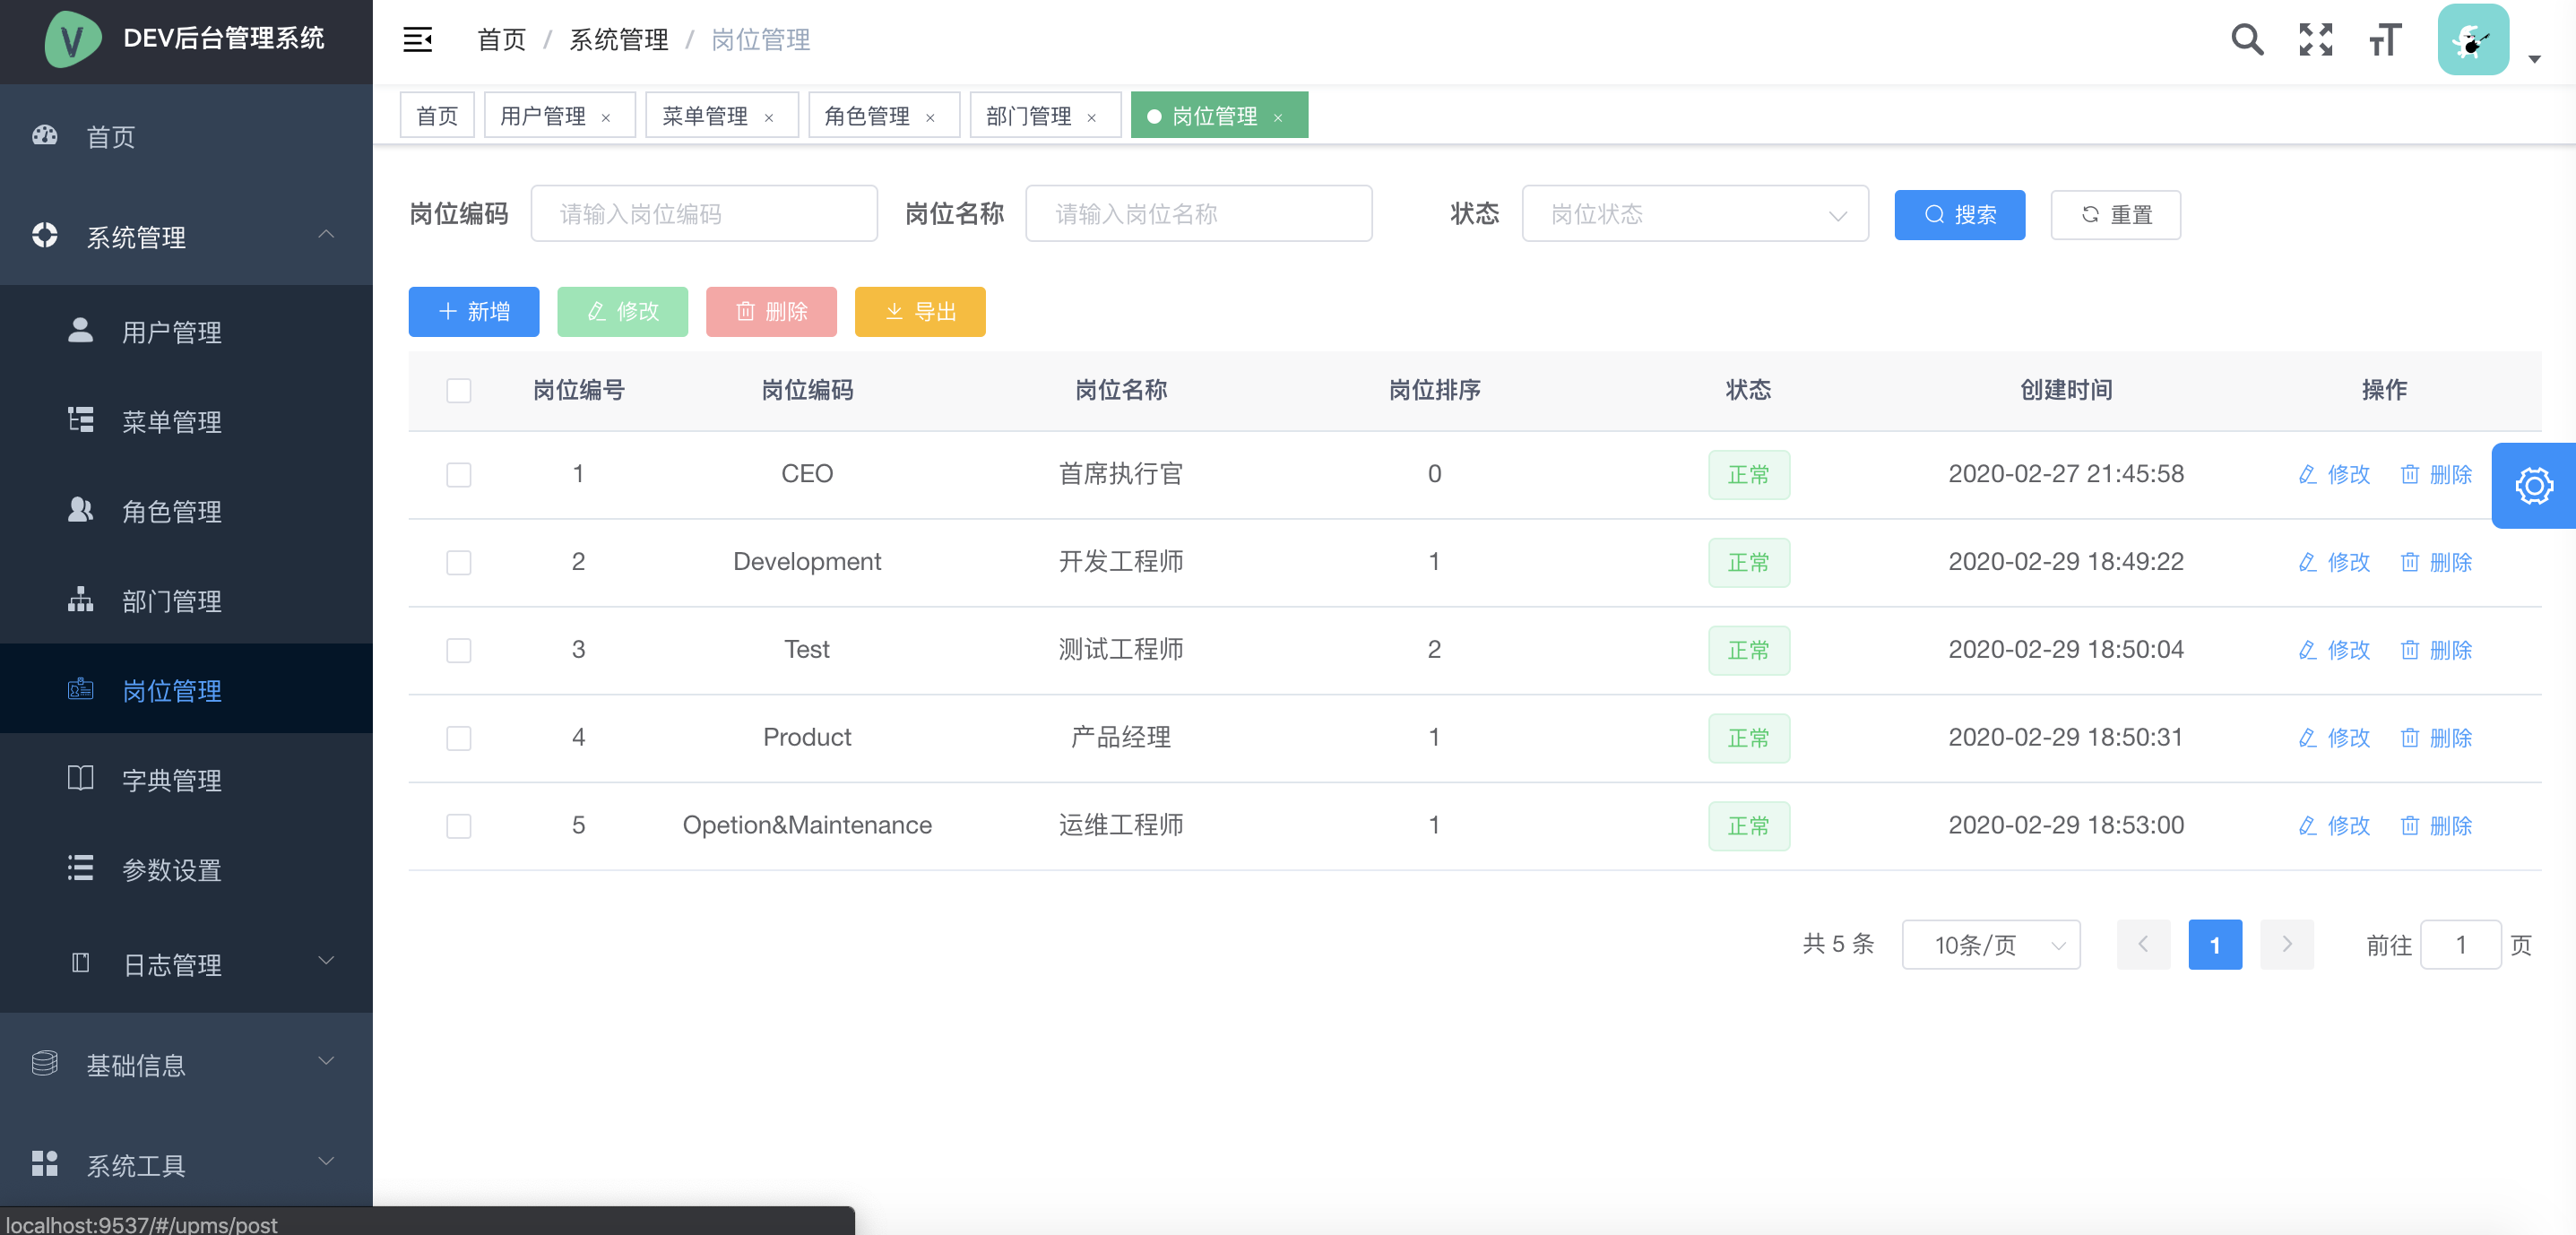 DEV后台管理系统
首页 / 系统管理 / 岗位管理
首页
用户管理 ×
菜单管理 ×
角色管理 ×
部门管理 ×
岗位管理 ×
首页
系统管理
用户管理
菜单管理
角色管理
部门管理
岗位管理
字典管理
参数设置
日志管理
基础信息
系统工具
岗位编码 请输入岗位编码 岗位名称 请输入岗位名称 状态 岗位状态 搜索 重置
新增 修改 删除 导出
岗位编号 岗位编码 岗位名称 岗位排序 状态 创建时间 操作
1 CEO 首席执行官 0 正常 2020-02-27 21:45:58 修改 删除
2 Development 开发工程师 1 正常 2020-02-29 18:49:22 修改 删除
3 Test 测试工程师 2 正常 2020-02-29 18:50:04 修改 删除
4 Product 产品经理 1 正常 2020-02-29 18:50:31 修改 删除
5 Opetion&Maintenance 运维工程师 1 正常 2020-02-29 18:53:00 修改 删除
共 5 条 10条/页 1 前往 1 页
localhost:9537/#/upms/post